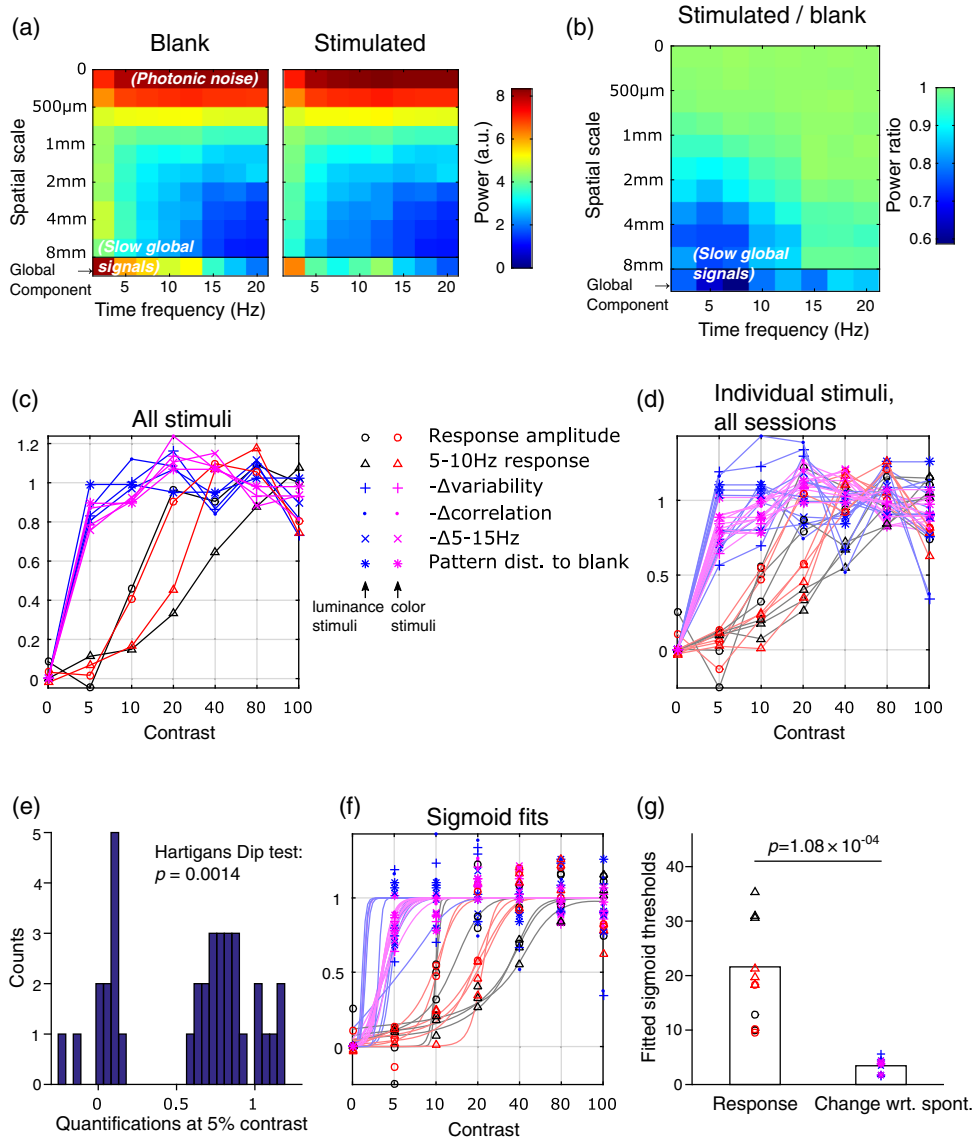 (a)
Blank
Stimulated
Spatial scale
0
500μm
1mm
2mm
4mm
8mm
Global →
Component
(Photonic noise)
(Slow global
signals)
5 10 15 20
5 10 15 20
Time frequency (Hz)
Power (a.u.)
8
6
4
2
0
(b)
Stimulated / blank
Spatial scale
0
500μm
1mm
2mm
4mm
8mm
Global →
Component
(Slow global
signals)
5 10 15 20
Time frequency (Hz)
Power ratio
1
0.9
0.8
0.7
0.6
(c)
All stimuli
1.2
1
0.8
0.6
0.4
0.2
0
0 5 10 20 40 80 100
Contrast
Response amplitude
5-10Hz response
-Δvariability
-Δcorrelation
-Δ5-15Hz
Pattern dist. to blank
luminance
stimuli
color
stimuli
(d)
Individual stimuli,
all sessions
1
0.5
0
0 5 10 20 40 80 100
Contrast
(e)
Hartigans Dip test:
p = 0.0014
Counts
5
4
3
2
1
0
0 0.5 1
Quantifications at 5% contrast
(f)
Sigmoid fits
1
0.5
0
0 5 10 20 40 80 100
Contrast
(g)
p=1.08 × 10⁻⁰⁴
Fitted sigmoid thresholds
40
30
20
10
0
Response
Change wrt. spont.